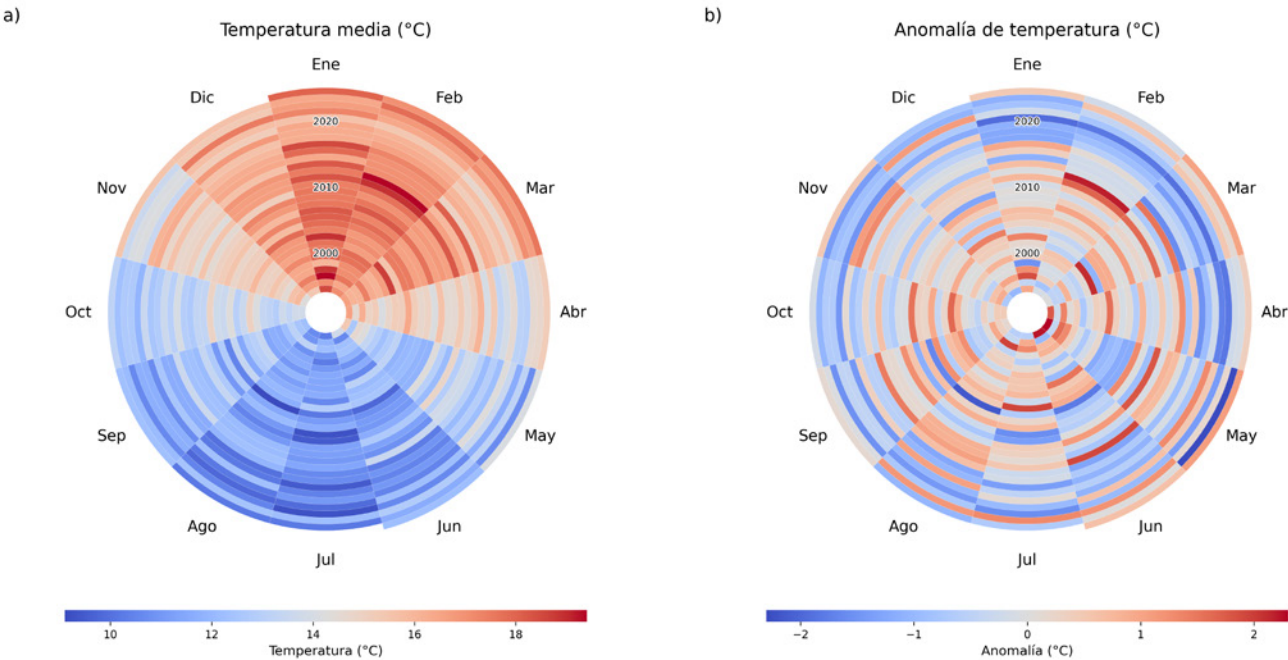 a)
Temperatura media (°C)
Ene
Feb
Mar
Abr
May
Jun
Jul
Ago
Sep
Oct
Nov
Dic
2020
2010
2000
10 12 14 16 18
Temperatura (°C)
b)
Anomalía de temperatura (°C)
Ene
Feb
Mar
Abr
May
Jun
Jul
Ago
Sep
Oct
Nov
Dic
2020
2010
2000
−2 −1 0 1 2
Anomalía (°C)